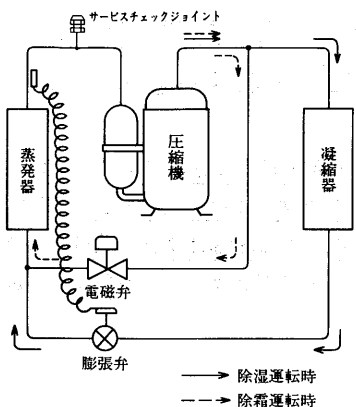 サービスチェックジョイント
圧縮機
蒸発器
凝縮器
電磁弁
膨張弁
除湿運転時
除霜運転時